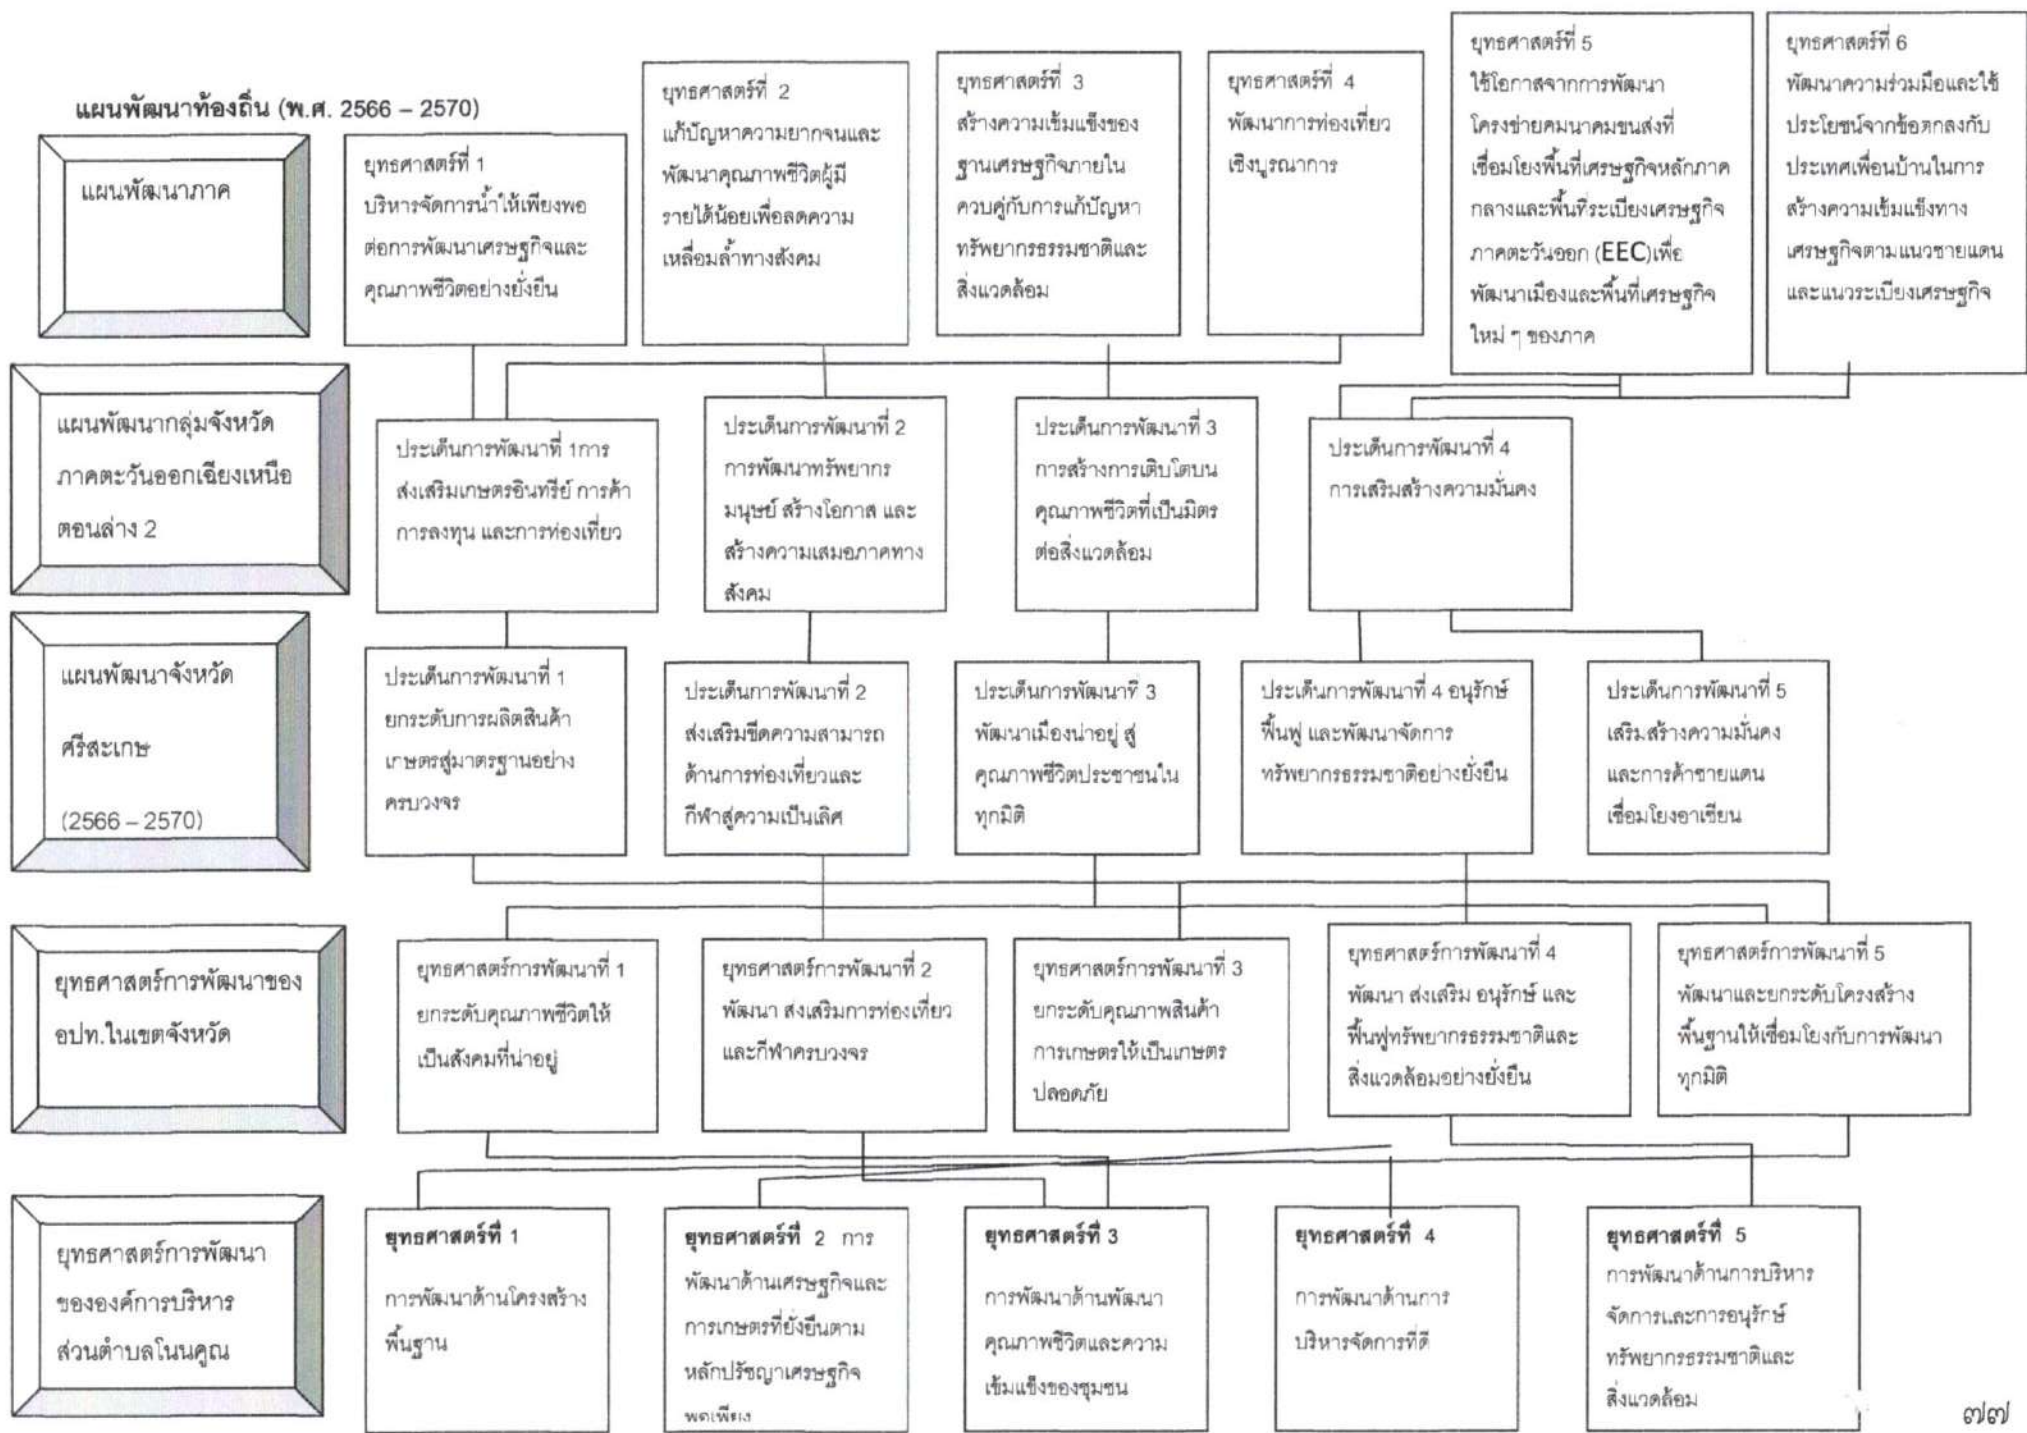 แผนพัฒนาท้องถิ่น (พ.ศ. 2566 – 2570)
แผนพัฒนาภาค
ยุทธศาสตร์ที่ 1
บริหารจัดการน้ำให้เพียงพอ
ต่อการพัฒนาเศรษฐกิจและ
คุณภาพชีวิตอย่างยั่งยืน
ยุทธศาสตร์ที่ 2
แก้ปัญหาความยากจนและ
พัฒนาคุณภาพชีวิตผู้มี
รายได้น้อยเพื่อลดความ
เหลื่อมล้ำทางสังคม
ยุทธศาสตร์ที่ 3
สร้างความเข้มแข็งของ
ฐานเศรษฐกิจภายใน
ควบคู่กับการแก้ปัญหา
ทรัพยากรธรรมชาติและ
สิ่งแวดล้อม
ยุทธศาสตร์ที่ 4
พัฒนาการท่องเที่ยว
เชิงบูรณาการ
ยุทธศาสตร์ที่ 5
ใช้โอกาสจากการพัฒนา
โครงข่ายคมนาคมขนส่งที่
เชื่อมโยงพื้นที่เศรษฐกิจหลักภาค
กลางและพื้นที่ระเบียงเศรษฐกิจ
ภาคตะวันออก (EEC)เพื่อ
พัฒนาเมืองและพื้นที่เศรษฐกิจ
ใหม่ ๆ ของภาค
ยุทธศาสตร์ที่ 6
พัฒนาความร่วมมือและใช้
ประโยชน์จากข้อตกลงกับ
ประเทศเพื่อนบ้านในการ
สร้างความเข้มแข็งทาง
เศรษฐกิจตามแนวชายแดน
และแนวระเบียงเศรษฐกิจ
แผนพัฒนากลุ่มจังหวัด
ภาคตะวันออกเฉียงเหนือ
ตอนล่าง 2
ประเด็นการพัฒนาที่ 1การ
ส่งเสริมเกษตรอินทรีย์ การค้า
การลงทุน และการท่องเที่ยว
ประเด็นการพัฒนาที่ 2
การพัฒนาทรัพยากร
มนุษย์ สร้างโอกาส และ
สร้างความเสมอภาคทาง
สังคม
ประเด็นการพัฒนาที่ 3
การสร้างการเติบโตบน
คุณภาพชีวิตที่เป็นมิตร
ต่อสิ่งแวดล้อม
ประเด็นการพัฒนาที่ 4
การเสริมสร้างความมั่นคง
แผนพัฒนาจังหวัด
ศรีสะเกษ
(2566 – 2570)
ประเด็นการพัฒนาที่ 1
ยกระดับการผลิตสินค้า
เกษตรสู่มาตรฐานอย่าง
ครบวงจร
ประเด็นการพัฒนาที่ 2
ส่งเสริมขีดความสามารถ
ด้านการท่องเที่ยวและ
กีฬาสู่ความเป็นเลิศ
ประเด็นการพัฒนาที่ 3
พัฒนาเมืองน่าอยู่ สู่
คุณภาพชีวิตประชาชนใน
ทุกมิติ
ประเด็นการพัฒนาที่ 4 อนุรักษ์
ฟื้นฟู และพัฒนาจัดการ
ทรัพยากรธรรมชาติอย่างยั่งยืน
ประเด็นการพัฒนาที่ 5
เสริมสร้างความมั่นคง
และการค้าชายแดน
เชื่อมโยงอาเซียน
ยุทธศาสตร์การพัฒนาของ
อปท.ในเขตจังหวัด
ยุทธศาสตร์การพัฒนาที่ 1
ยกระดับคุณภาพชีวิตให้
เป็นสังคมที่น่าอยู่
ยุทธศาสตร์การพัฒนาที่ 2
พัฒนา ส่งเสริมการท่องเที่ยว
และกีฬาครบวงจร
ยุทธศาสตร์การพัฒนาที่ 3
ยกระดับคุณภาพสินค้า
การเกษตรให้เป็นเกษตร
ปลอดภัย
ยุทธศาสตร์การพัฒนาที่ 4
พัฒนา ส่งเสริม อนุรักษ์ และ
ฟื้นฟูทรัพยากรธรรมชาติและ
สิ่งแวดล้อมอย่างยั่งยืน
ยุทธศาสตร์การพัฒนาที่ 5
พัฒนาและยกระดับโครงสร้าง
พื้นฐานให้เชื่อมโยงกับการพัฒนา
ทุกมิติ
ยุทธศาสตร์การพัฒนา
ขององค์การบริหาร
ส่วนตำบลโนนคูณ
ยุทธศาสตร์ที่ 1
การพัฒนาด้านโครงสร้าง
พื้นฐาน
ยุทธศาสตร์ที่ 2 การ
พัฒนาด้านเศรษฐกิจและ
การเกษตรที่ยั่งยืนตาม
หลักปรัชญาเศรษฐกิจ
พอเพียง
ยุทธศาสตร์ที่ 3
การพัฒนาด้านพัฒนา
คุณภาพชีวิตและความ
เข้มแข็งของชุมชน
ยุทธศาสตร์ที่ 4
การพัฒนาด้านการ
บริหารจัดการที่ดี
ยุทธศาสตร์ที่ 5
การพัฒนาด้านการบริหาร
จัดการและการอนุรักษ์
ทรัพยากรธรรมชาติและ
สิ่งแวดล้อม
๗๗